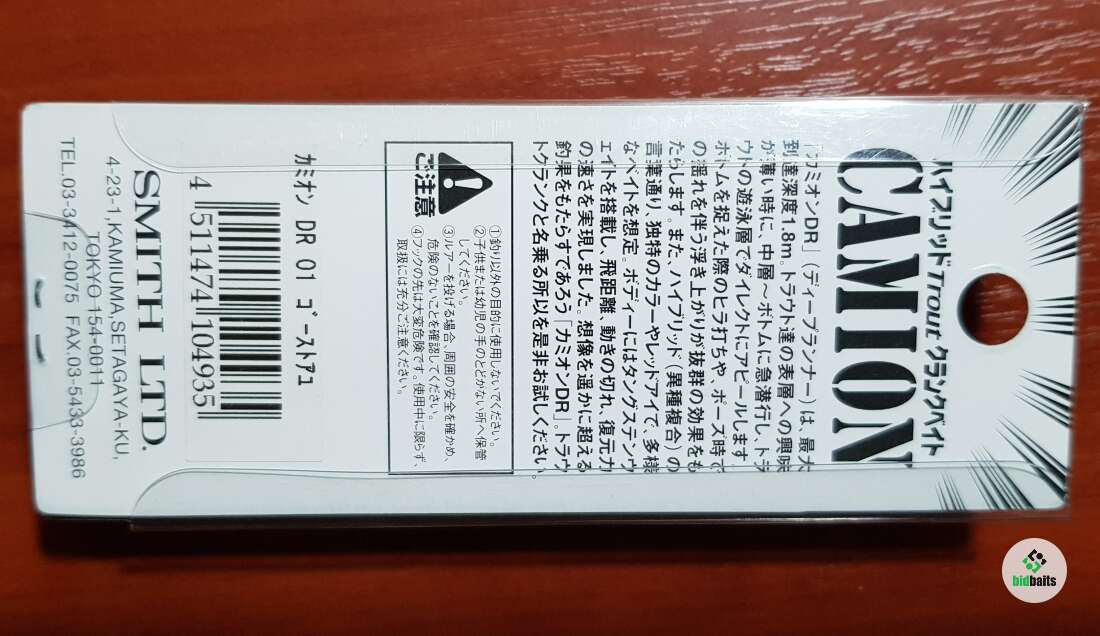 ハイブリッドTroutクランクベイト
CAMION
「カミオンDR」(ディープランナー)は、最大
到達深度1.8m。トラウト達の表層への興味
が薄い時に、中層〜ボトムに急潜行し、トラ
ウトの遊泳層でダイレクトにアピールします。
ボトムを捉えた際のヒラ打ちや、ポーズ時で
の揺れを伴う浮き上がりが抜群の効果をも
たらします。また、ハイブリッド(異種複合)の
言葉通り、独特のカラーやレッドアイで、多様
なベイトを想定。ボディーにはタングステンウ
ェイトを搭載し、飛距離、動きの切れ、復元力
の速さを実現しました。想像を遥かに超える
釣果をもたらすであろう「カミオンDR」。トラウ
トクランクと名乗る所以を是非お試しください。
ご注意
①釣り以外の目的に使用しないでください。
②子供または幼児の手のとどかない所へ保管
してください。
③ルアーを投げる場合、周囲の安全を確かめ、
危険のないことを確認してください。
④フックの先は大変危険です。使用中に限らず、
取扱には充分ご注意ください。
カミオン DR 01 ゴーストアユ
4 511474 104935
SMITH LTD.
4-23-1,KAMIUMA,SETAGAYA-KU,
TOKYO 154-0011
TEL.03-3412-0075 FAX.03-5433-3986
bidbaits